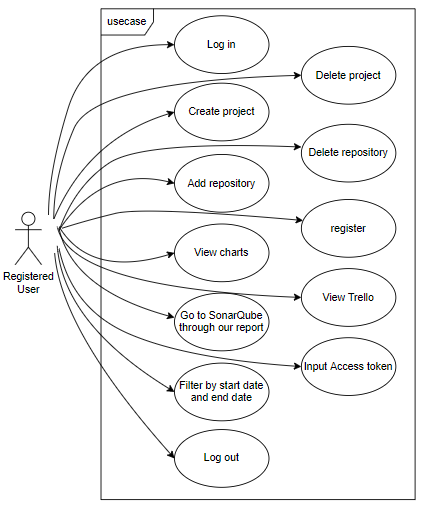 usecase
Log in
Delete project
Create project
Delete repository
Add repository
register
View charts
Registered
User
View Trello
Go to SonarQube
through our report
Input Access token
Filter by start date
and end date
Log out